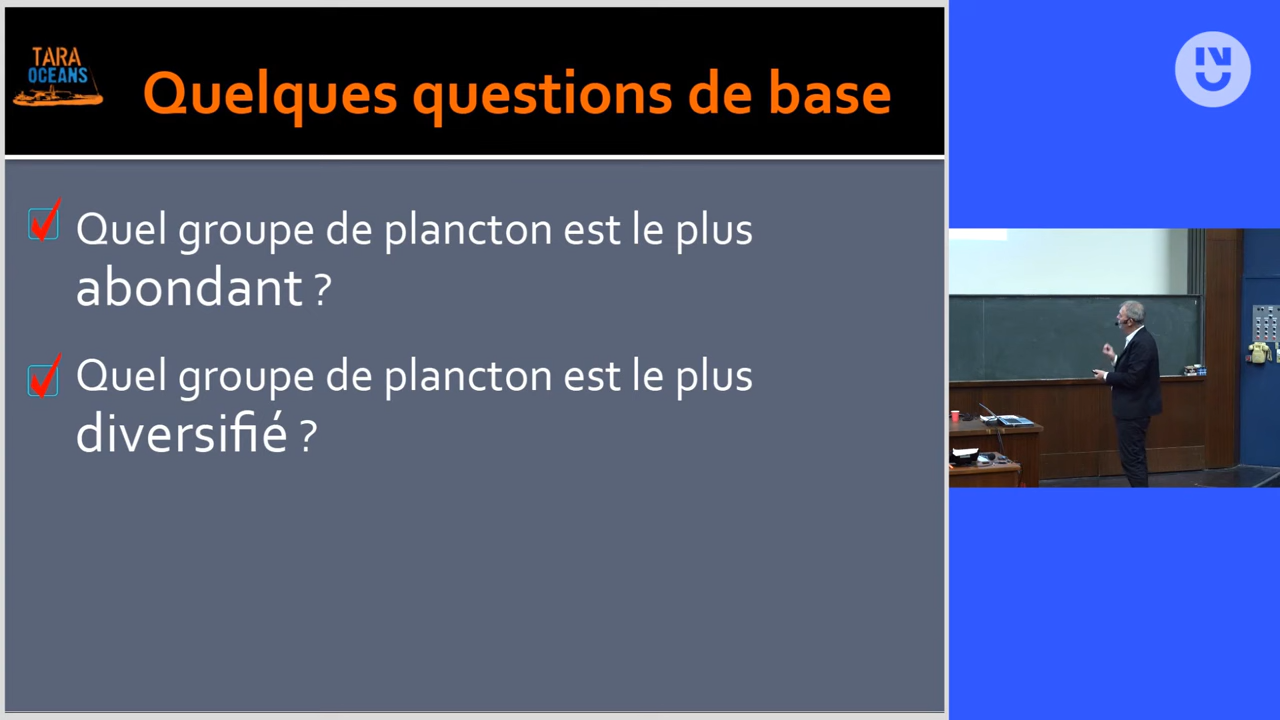 TARA
OCEANS
Quelques questions de base
Quel groupe de plancton est le plus
abondant ?
Quel groupe de plancton est le plus
diversifié ?